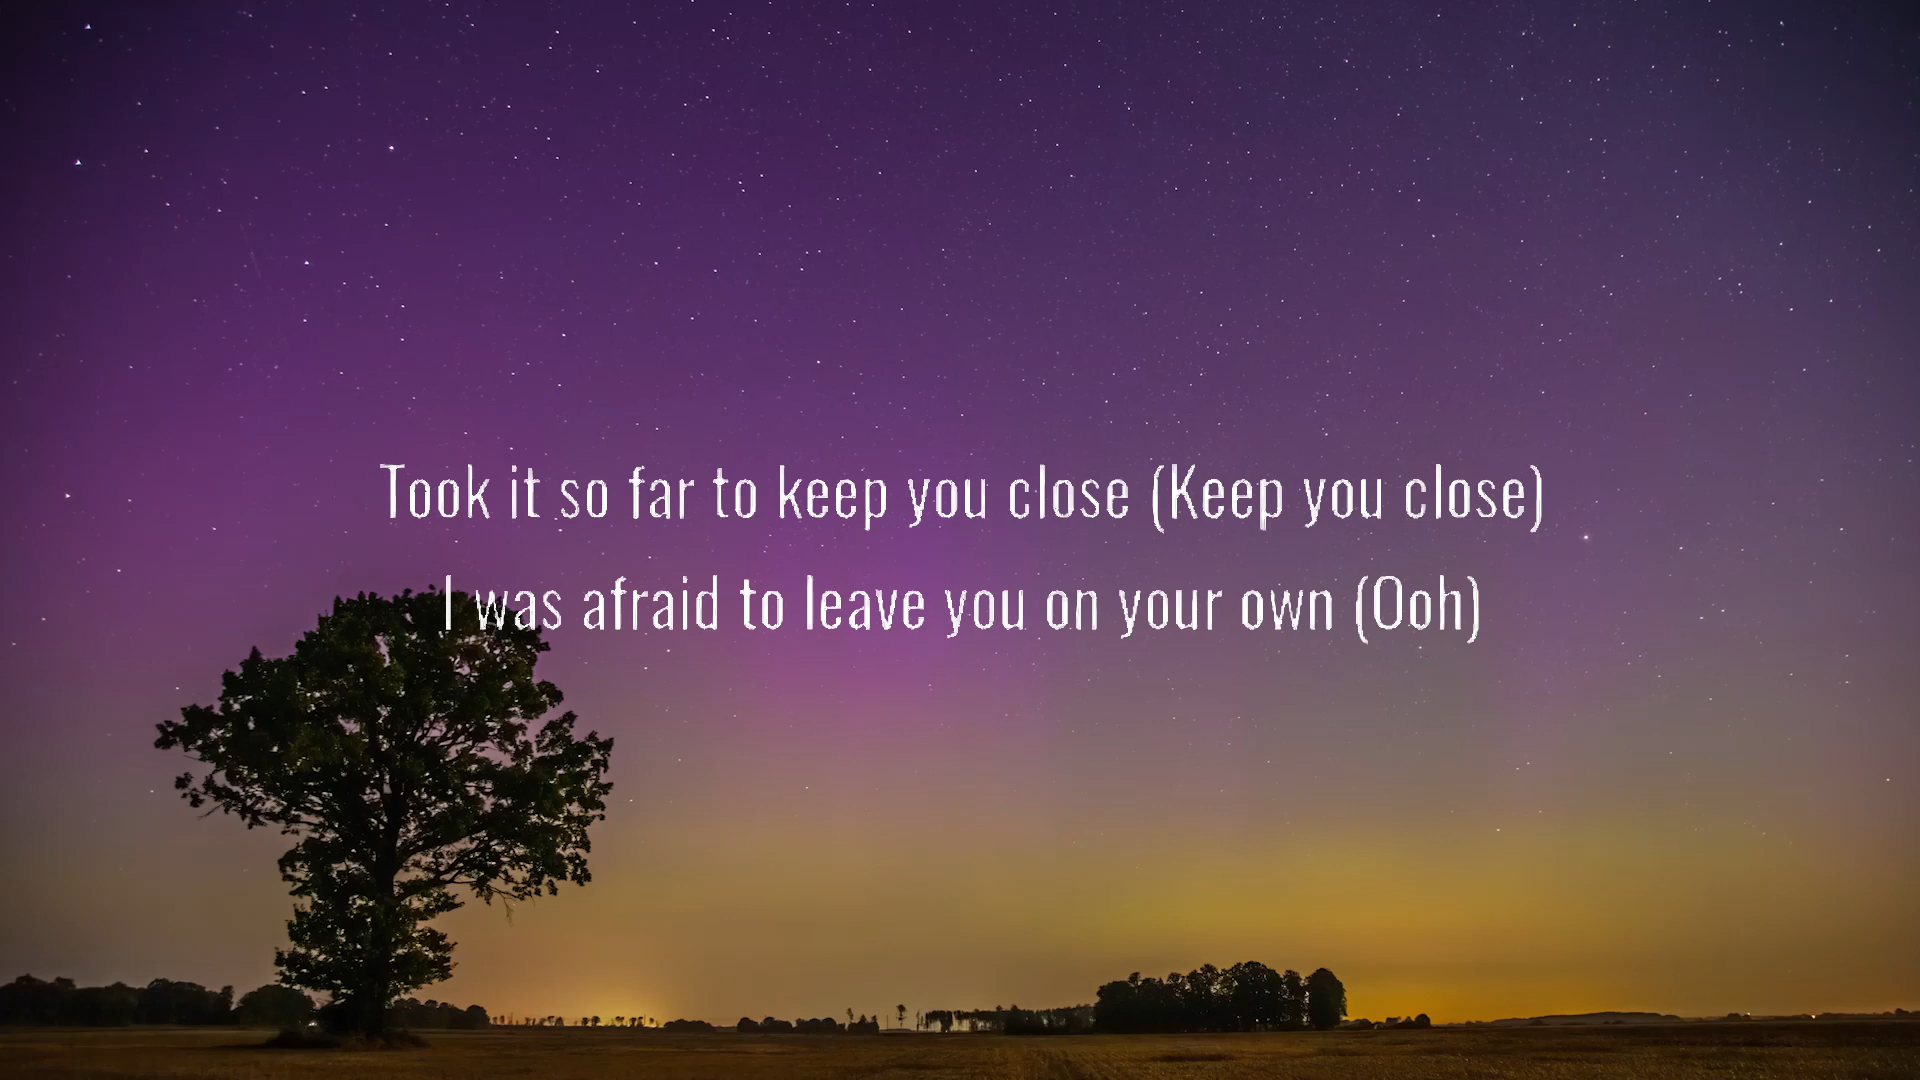 Took it so far to keep you close (Keep you close)
I was afraid to leave you on your own (Ooh)